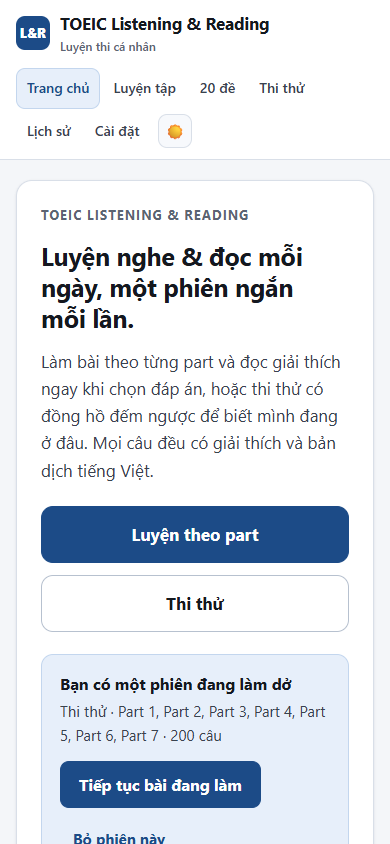 L&R
TOEIC Listening & Reading
Luyện thi cá nhân
Trang chủ
Luyện tập
20 đề
Thi thử
Lịch sử
Cài đặt
TOEIC LISTENING & READING
Luyện nghe & đọc mỗi
ngày, một phiên ngắn
mỗi lần.
Làm bài theo từng part và đọc giải thích
ngay khi chọn đáp án, hoặc thi thử có
đồng hồ đếm ngược để biết mình đang
ở đâu. Mọi câu đều có giải thích và bản
dịch tiếng Việt.
Luyện theo part
Thi thử
Bạn có một phiên đang làm dở
Thi thử · Part 1, Part 2, Part 3, Part 4, Part
5, Part 6, Part 7 · 200 câu
Tiếp tục bài đang làm
Bỏ phiên này